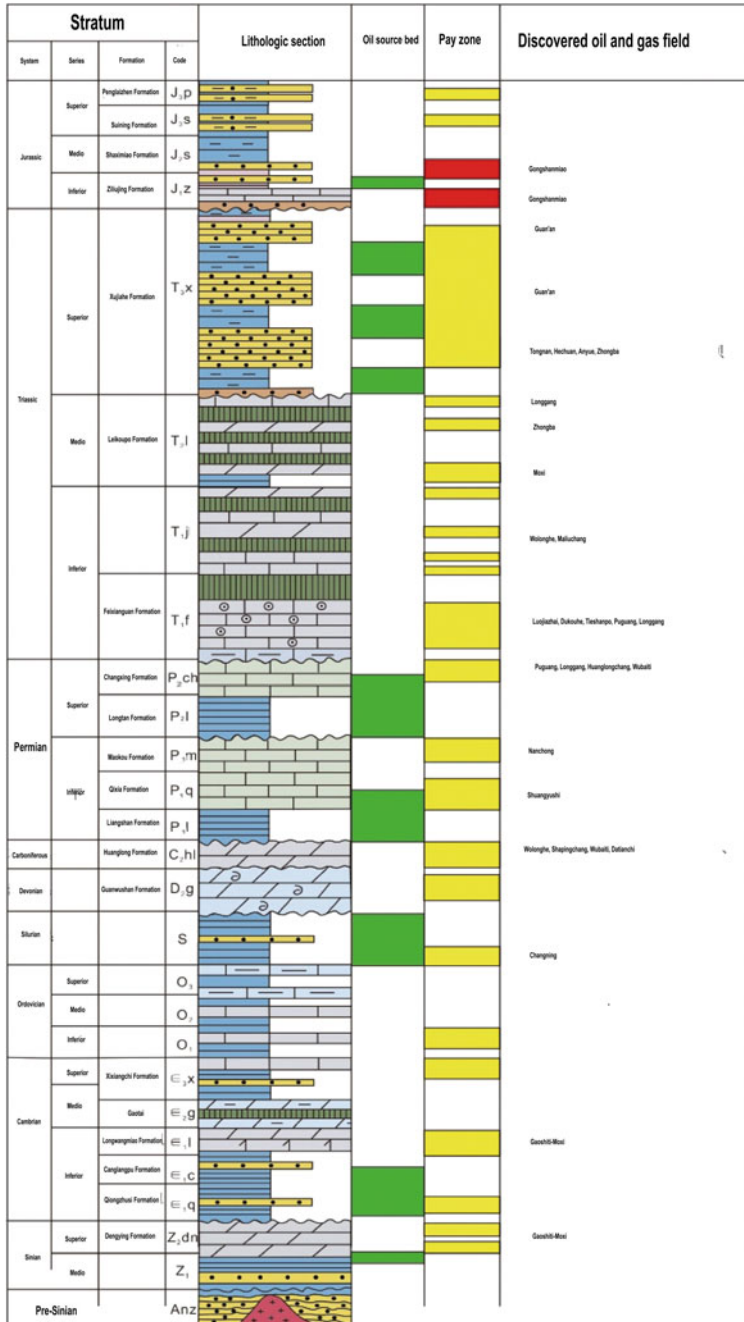 Stratum
Lithologic section
Oil source bed
Pay zone
Discovered oil and gas field
System
Series
Formation
Code
Jurassic
Superior
Penglaizhen Formation
J₃p
Suining Formation
J₃s
Medio
Shaximiao Formation
J₂s
Gongshanmiao
Inferior
Ziliujing Formation
J₁z
Gongshanmiao
Triassic
Superior
Xujiahe Formation
T₃x
Guan'an
Guan'an
Tongnan, Hechuan, Anyue, Zhongba
Medio
Leikoupo Formation
T₂l
Longgang
Zhongba
Moxi
Inferior
T₁j
Wolonghe, Maliuchang
Feixianguan Formation
T₁f
Luojiazhai, Dukouhe, Tieshanpo, Puguang, Longgang
Permian
Superior
Changxing Formation
P₂ch
Puguang, Longgang, Huanglongchang, Wubaiti
Longtan Formation
P₂l
Inferior
Maokou Formation
P₁m
Nanchong
Qixia Formation
P₁q
Shuangyushi
Liangshan Formation
P₁l
Carboniferous
Huanglong Formation
C₂hl
Wolonghe, Shapingchang, Wubaiti, Datianchi
Devonian
Guanwushan Formation
D₂g
Silurian
S
Changning
Ordovician
Superior
O₃
Medio
O₂
Inferior
O₁
Cambrian
Superior
Xixiangchi Formation
∈₃x
Medio
Gaotai
∈₂g
Inferior
Longwangmiao Formation
∈₁l
Gaoshiti-Moxi
Canglangpu Formation
∈₁c
Qiongzhusi Formation
∈₁q
Sinian
Superior
Dengying Formation
Z₂dn
Gaoshiti-Moxi
Medio
Z₁
Pre-Sinian
Anz